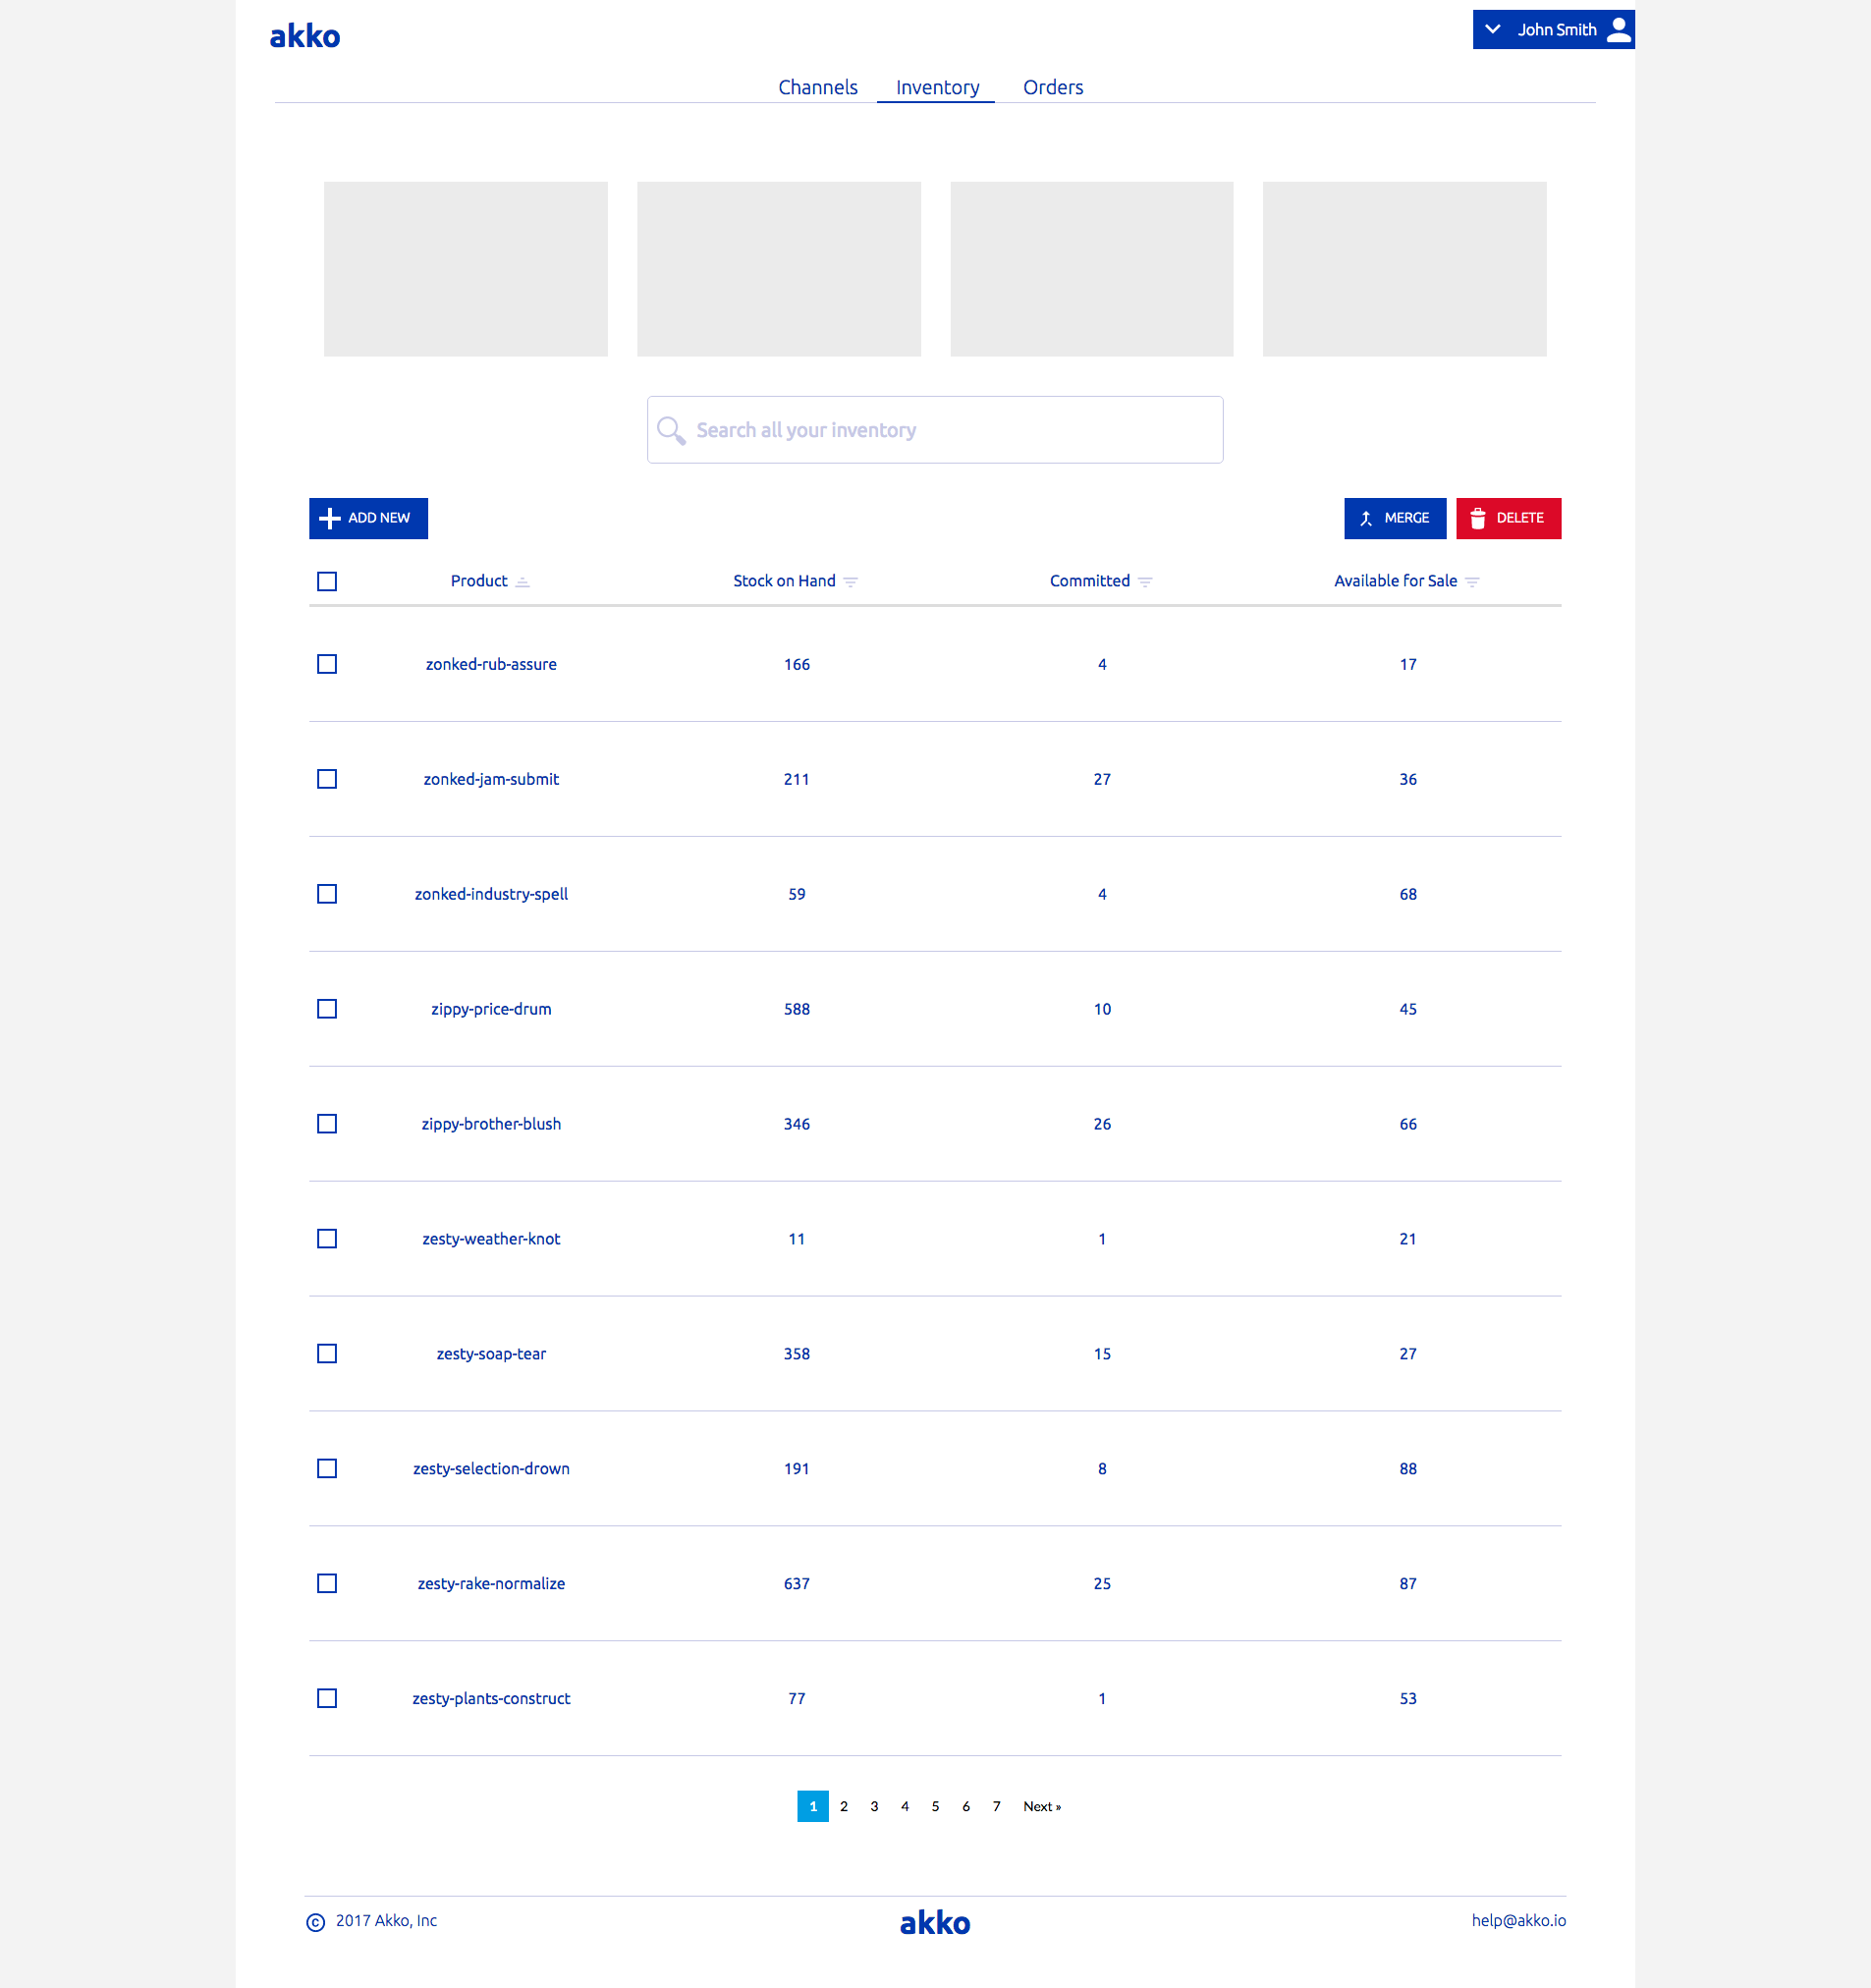 akko
John Smith
Channels Inventory Orders
Search all your inventory
ADD NEW MERGE DELETE
Product Stock on Hand Committed Available for Sale
zonked-rub-assure 166 4 17
zonked-jam-submit 211 27 36
zonked-industry-spell 59 4 68
zippy-price-drum 588 10 45
zippy-brother-blush 346 26 66
zesty-weather-knot 11 1 21
zesty-soap-tear 358 15 27
zesty-selection-drown 191 8 88
zesty-rake-normalize 637 25 87
zesty-plants-construct 77 1 53
1 2 3 4 5 6 7 Next »
© 2017 Akko, Inc akko help@akko.io